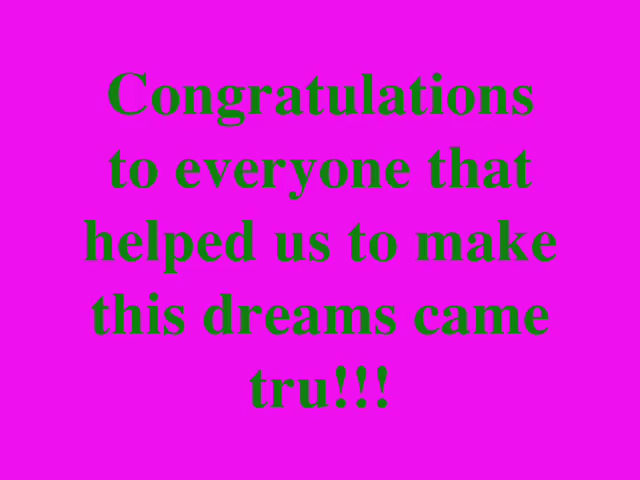 Congratulations
to everyone that
helped us to make
this dreams came
tru!!!